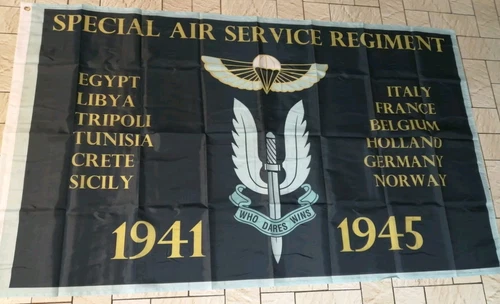 SPECIAL AIR SERVICE REGIMENT
EGYPT
LIBYA
TRIPOLI
TUNISIA
CRETE
SICILY
ITALY
FRANCE
BELGIUM
HOLLAND
GERMANY
NORWAY
WHO DARES WINS
1941
1945